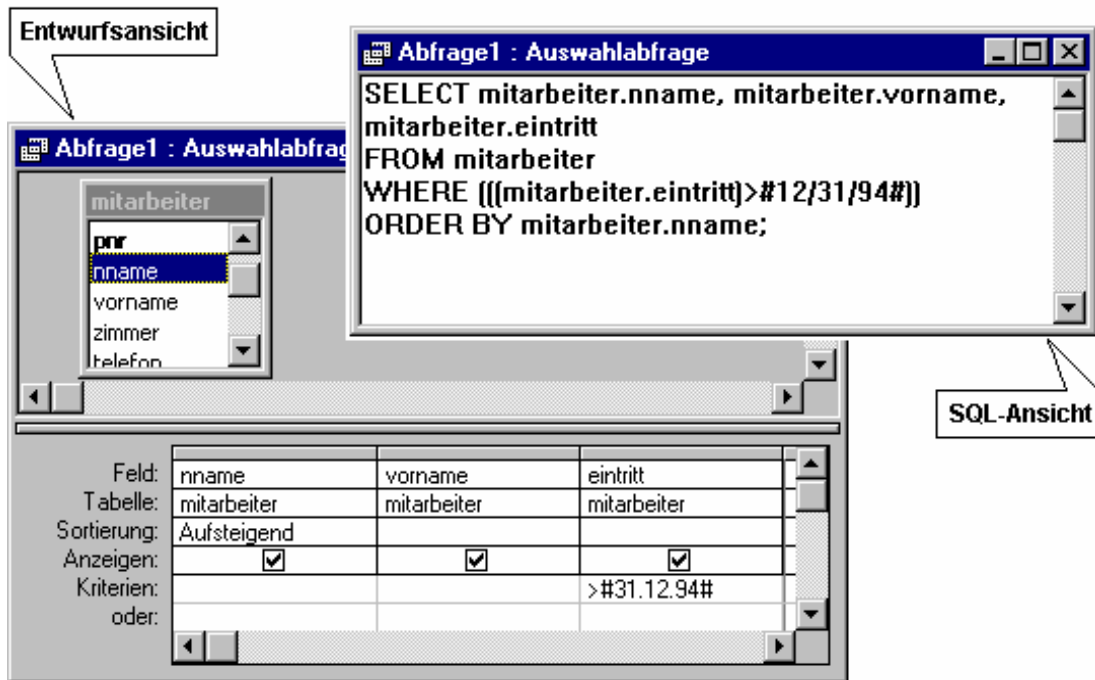 Entwurfsansicht
Abfrage1 : Auswahlabfrage
SELECT mitarbeiter.nname, mitarbeiter.vorname,
mitarbeiter.eintritt
FROM mitarbeiter
WHERE (((mitarbeiter.eintritt)>#12/31/94#))
ORDER BY mitarbeiter.nname;
SQL-Ansicht
Abfrage1 : Auswahlabfrag
mitarbeiter
pnr
nname
vorname
zimmer
telefon
Feld: nname vorname eintritt
Tabelle: mitarbeiter mitarbeiter mitarbeiter
Sortierung: Aufsteigend
Anzeigen:
Kriterien: >#31.12.94#
oder: